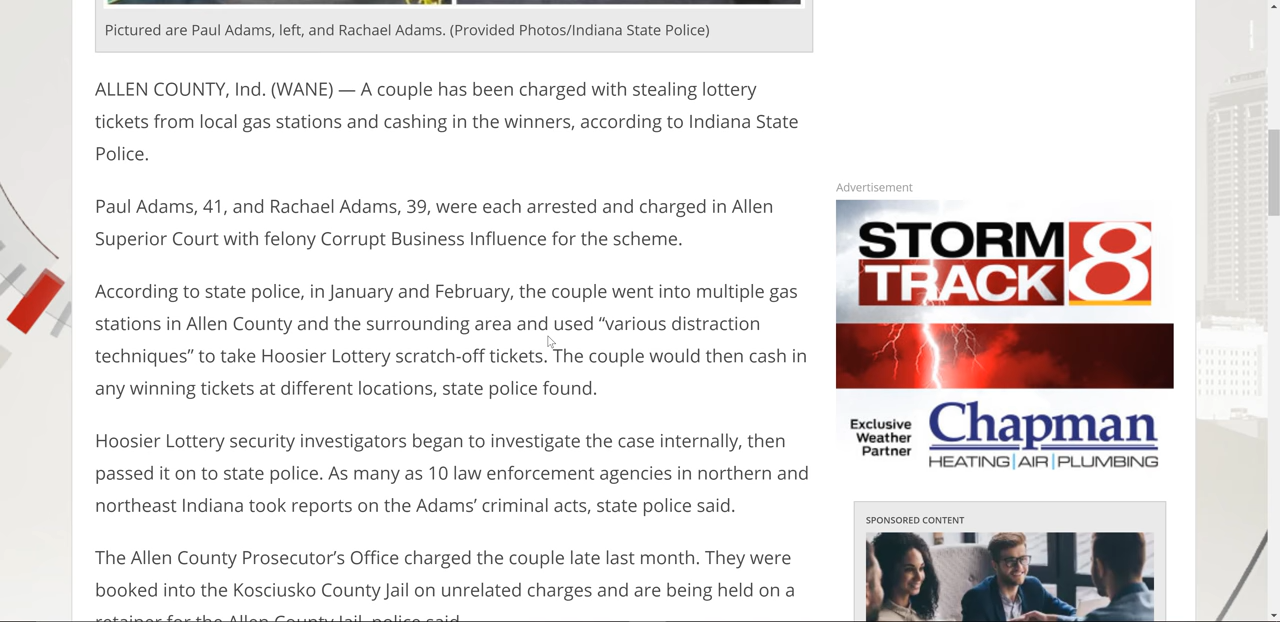 Pictured are Paul Adams, left, and Rachael Adams. (Provided Photos/Indiana State Police)
ALLEN COUNTY, Ind. (WANE) — A couple has been charged with stealing lottery
tickets from local gas stations and cashing in the winners, according to Indiana State
Police.
Paul Adams, 41, and Rachael Adams, 39, were each arrested and charged in Allen
Superior Court with felony Corrupt Business Influence for the scheme.
According to state police, in January and February, the couple went into multiple gas
stations in Allen County and the surrounding area and used “various distraction
techniques” to take Hoosier Lottery scratch-off tickets. The couple would then cash in
any winning tickets at different locations, state police found.
Hoosier Lottery security investigators began to investigate the case internally, then
passed it on to state police. As many as 10 law enforcement agencies in northern and
northeast Indiana took reports on the Adams’ criminal acts, state police said.
The Allen County Prosecutor’s Office charged the couple late last month. They were
booked into the Kosciusko County Jail on unrelated charges and are being held on a
retainer for the Allen County Jail, police said.
Advertisement
STORM
TRACK 8
Exclusive
Weather
Partner
Chapman
HEATING|AIR|PLUMBING
SPONSORED CONTENT